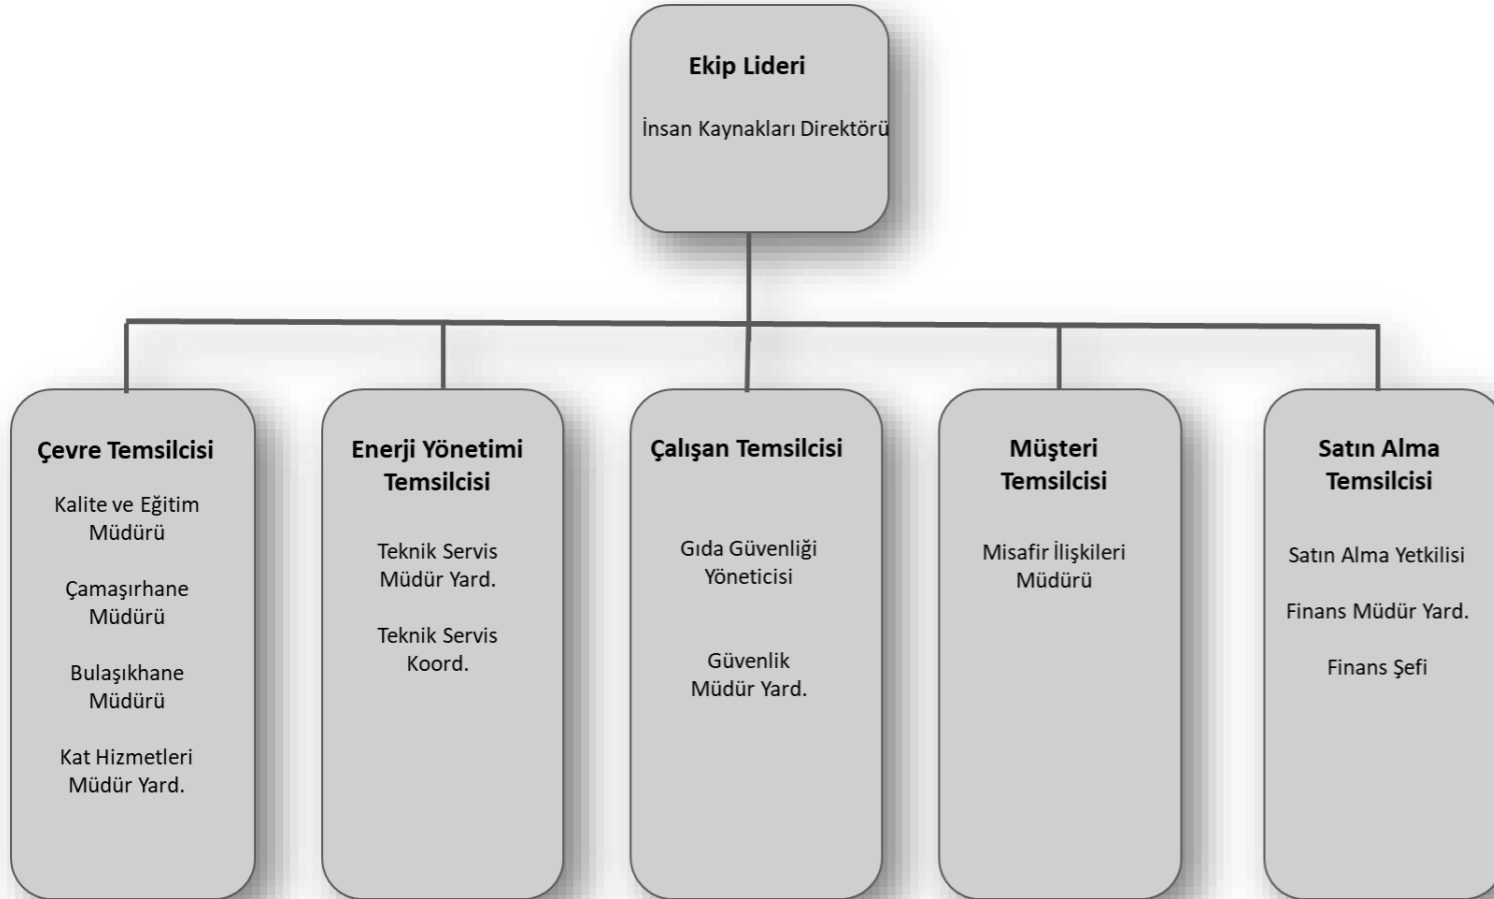 Ekip Lideri
İnsan Kaynakları Direktörü
Çevre Temsilcisi
Kalite ve Eğitim
Müdürü
Çamaşırhane
Müdürü
Bulaşıkhane
Müdürü
Kat Hizmetleri
Müdür Yard.
Enerji Yönetimi
Temsilcisi
Teknik Servis
Müdür Yard.
Teknik Servis
Koord.
Çalışan Temsilcisi
Gıda Güvenliği
Yöneticisi
Güvenlik
Müdür Yard.
Müşteri
Temsilcisi
Misafir İlişkileri
Müdürü
Satın Alma
Temsilcisi
Satın Alma Yetkilisi
Finans Müdür Yard.
Finans Şefi